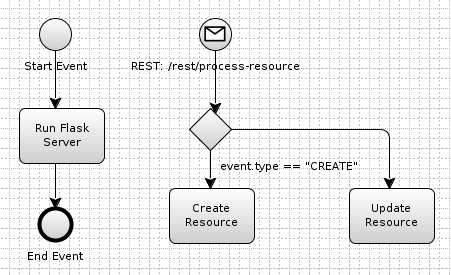 Start Event
REST: /rest/process-resource
Run Flask
Server
event.type == "CREATE"
Create
Resource
Update
Resource
End Event